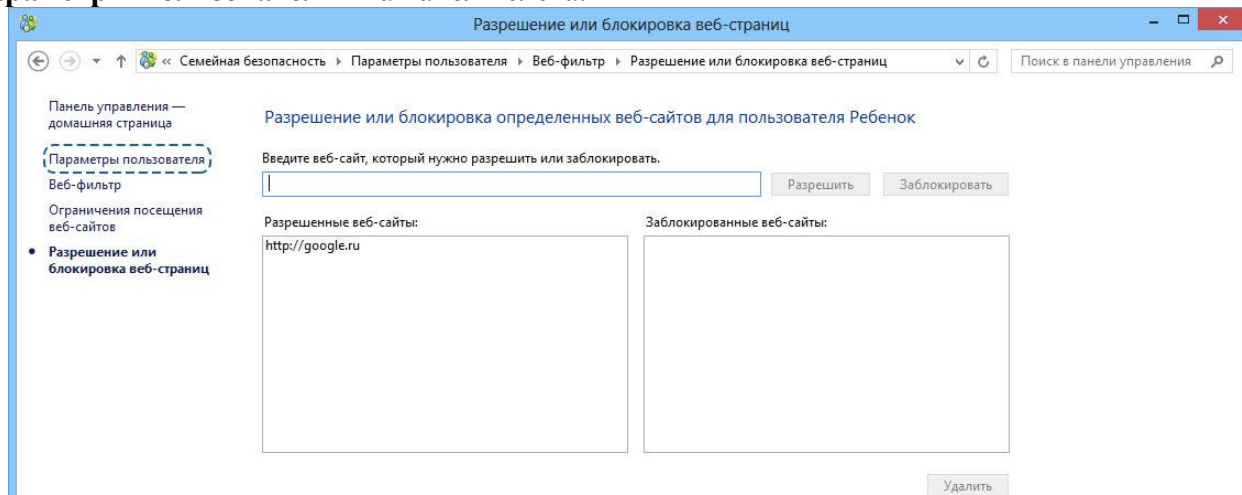 Разрешение или блокировка веб-страниц
« Семейная безопасность ▸ Параметры пользователя ▸ Веб-фильтр ▸ Разрешение или блокировка веб-страниц
Поиск в панели управления
Панель управления —
домашняя страница
Параметры пользователя
Веб-фильтр
Ограничения посещения
веб-сайтов
• Разрешение или
блокировка веб-страниц
Разрешение или блокировка определенных веб-сайтов для пользователя Ребенок
Введите веб-сайт, который нужно разрешить или заблокировать.
Разрешить
Заблокировать
Разрешенные веб-сайты:
http://google.ru
Заблокированные веб-сайты:
Удалить